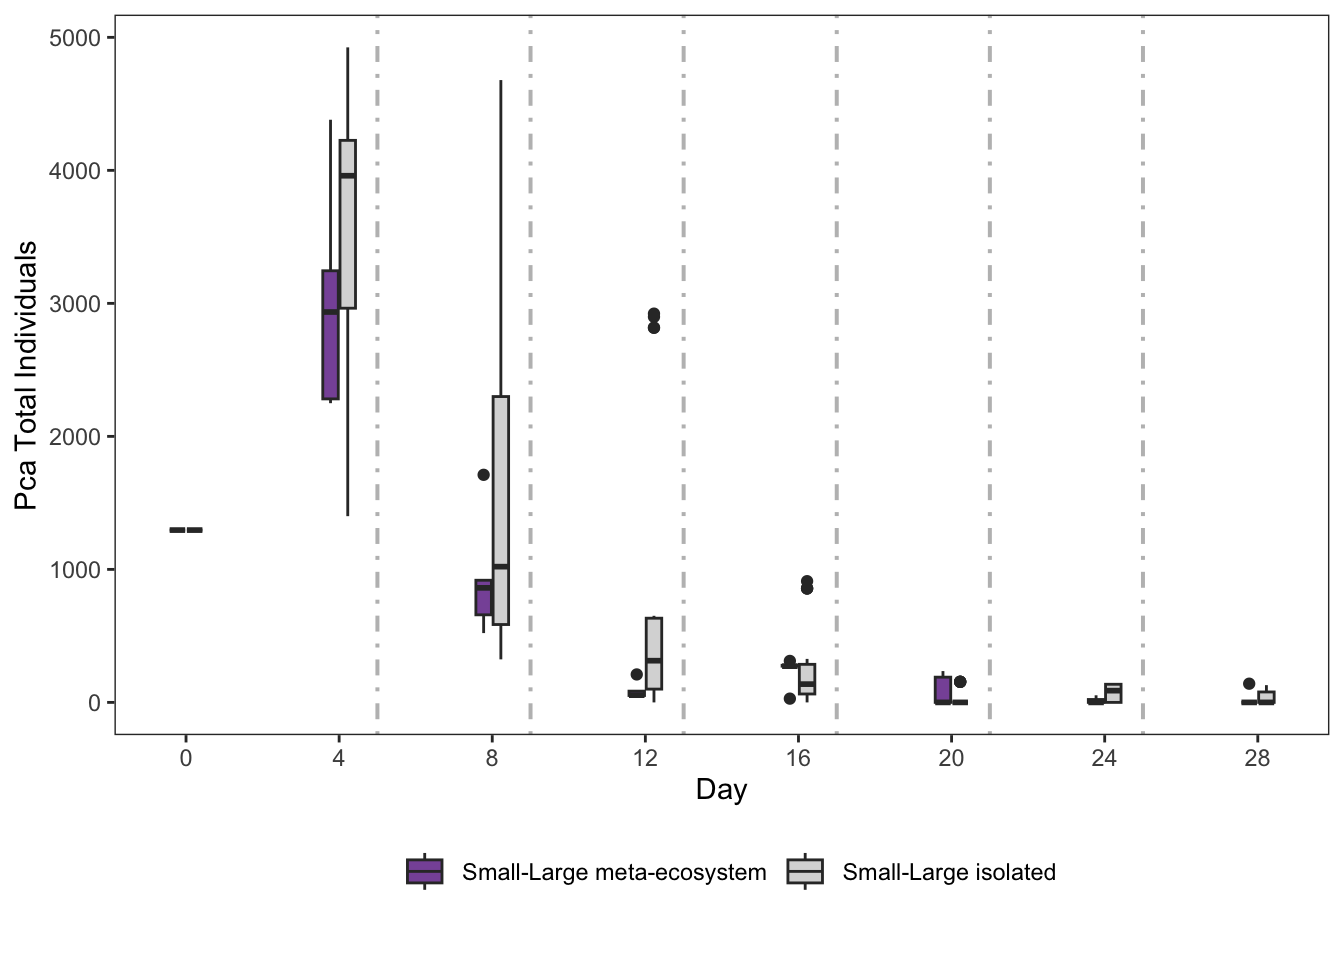 Pca Total Individuals
5000
4000
3000
2000
1000
0
0 4 8 12 16 20 24 28
Day
Small-Large meta-ecosystem Small-Large isolated